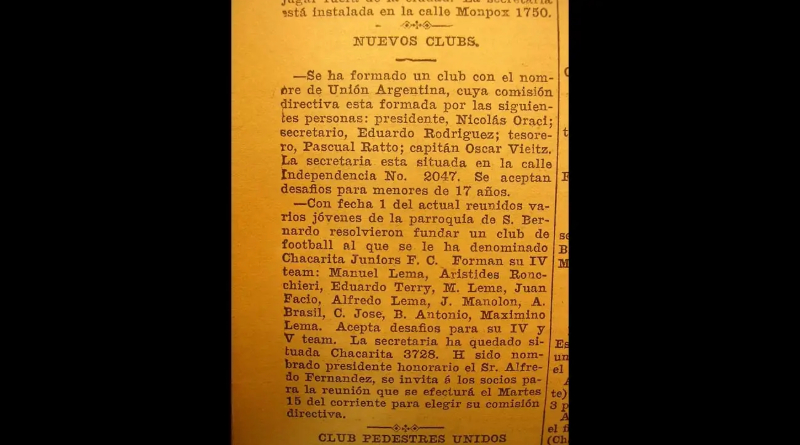 jugar fuera de la ciudad. La secretaria
está instalada en la calle Monpox 1750.
NUEVOS CLUBS.
—Se ha formado un club con el nom-
bre de Unión Argentina, cuya comisión
directiva esta formada por las siguien-
tes personas: presidente, Nicolás Oraci;
secretario, Eduardo Rodriguez; tesore-
ro, Pascual Ratto; capitán Oscar Vieitz.
La secretaria esta situada en la calle
Independencia No. 2047. Se aceptan
desafios para menores de 17 años.
—Con fecha 1 del actual reunidos va-
rios jóvenes de la parroquia de S. Ber-
nardo resolvieron fundar un club de
football al que se le ha denominado
Chacarita Juniors F. C. Forman su IV
team: Manuel Lema, Aristides Ronc-
chieri, Eduardo Terry, M. Lema, Juan
Facio, Alfredo Lema, J. Manolon, A.
Brasil, C. Jose, B. Antonio, Maximino
Lema. Acepta desafios para su IV y
V team. La secretaria ha quedado si-
tuada Chacarita 3728. H sido nom-
brado presidente honorario el Sr. Alfre-
do Fernandez, se invita á los socios pa-
ra la reunión que se efecturá el Martes
15 del corriente para elegir su comisión
directiva.
CLUB PEDESTRES UNIDOS